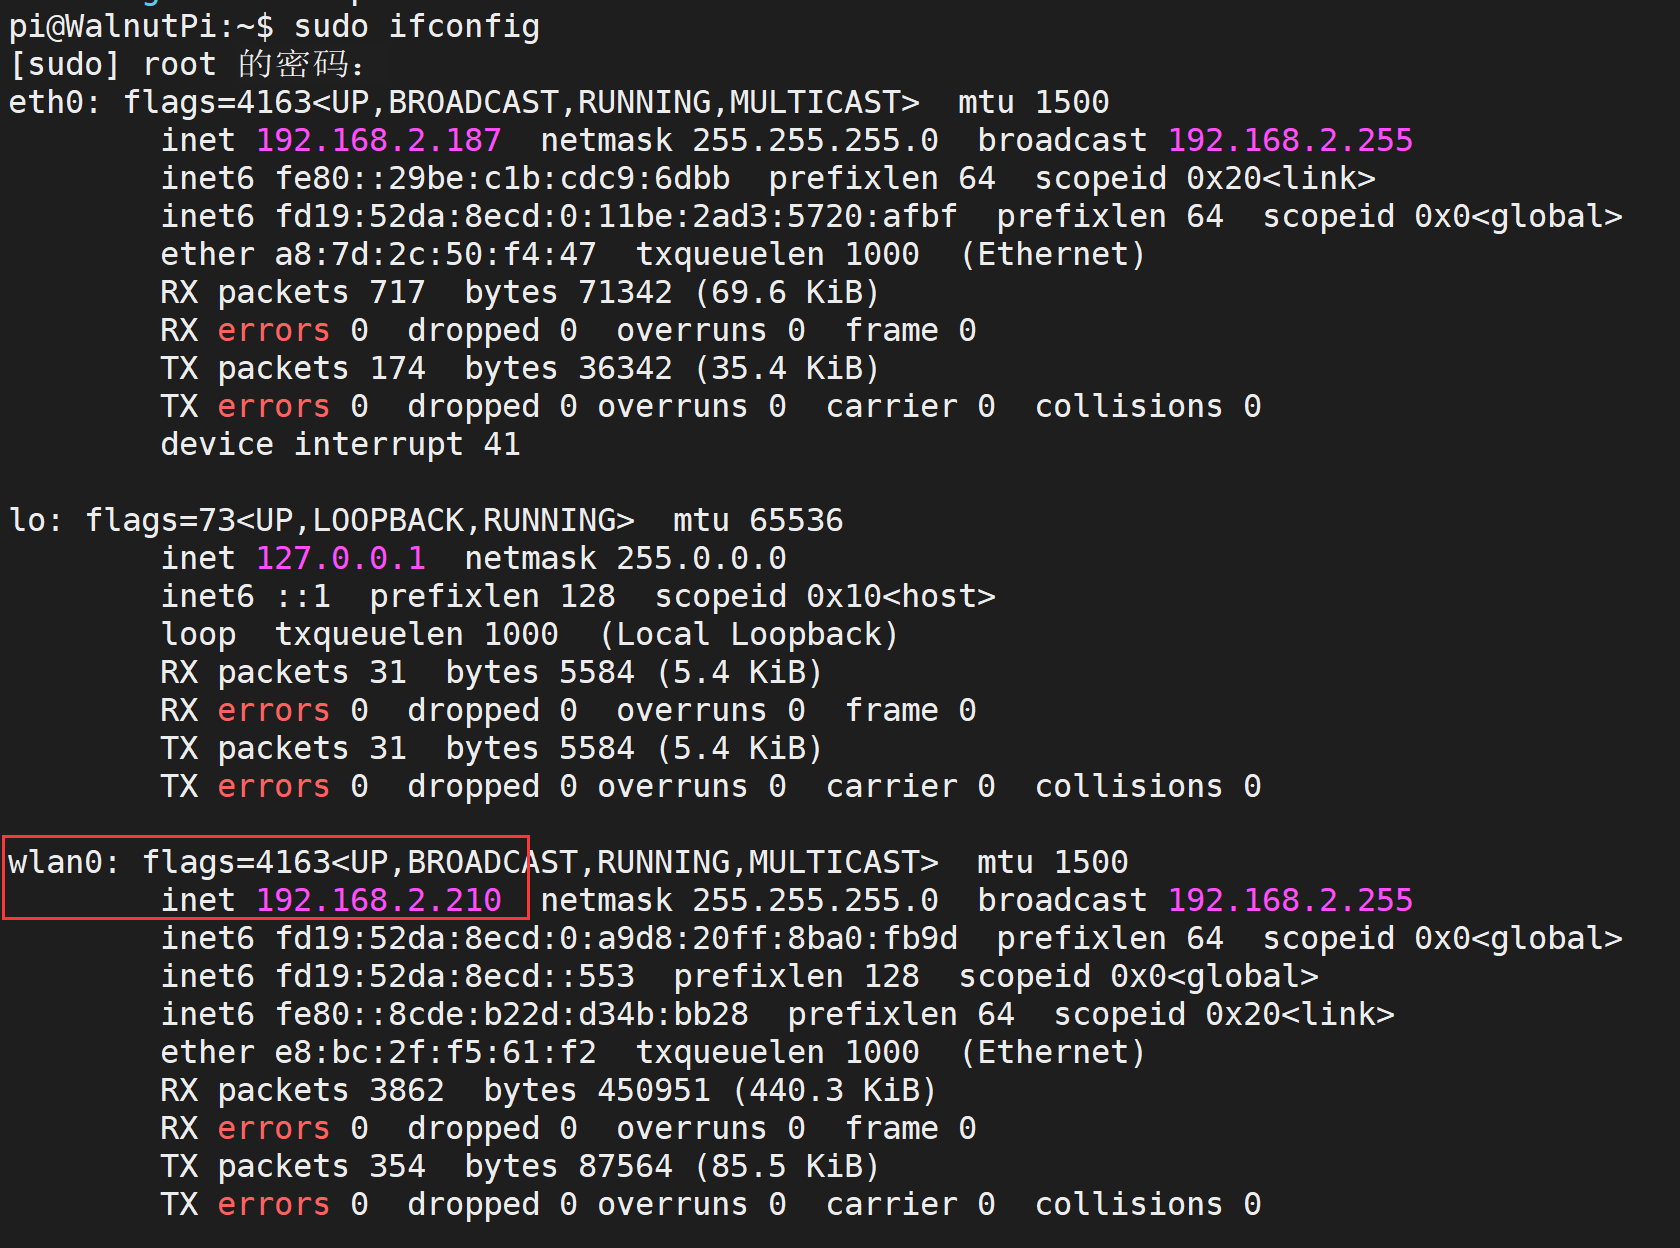 pi@WalnutPi:~$ sudo ifconfig
[sudo] root 的密码：
eth0: flags=4163<UP,BROADCAST,RUNNING,MULTICAST>  mtu 1500
        inet 192.168.2.187  netmask 255.255.255.0  broadcast 192.168.2.255
        inet6 fe80::29be:c1b:cdc9:6dbb  prefixlen 64  scopeid 0x20<link>
        inet6 fd19:52da:8ecd:0:11be:2ad3:5720:afbf  prefixlen 64  scopeid 0x0<global>
        ether a8:7d:2c:50:f4:47  txqueuelen 1000  (Ethernet)
        RX packets 717  bytes 71342 (69.6 KiB)
        RX errors 0  dropped 0  overruns 0  frame 0
        TX packets 174  bytes 36342 (35.4 KiB)
        TX errors 0  dropped 0 overruns 0  carrier 0  collisions 0
        device interrupt 41

lo: flags=73<UP,LOOPBACK,RUNNING>  mtu 65536
        inet 127.0.0.1  netmask 255.0.0.0
        inet6 ::1  prefixlen 128  scopeid 0x10<host>
        loop  txqueuelen 1000  (Local Loopback)
        RX packets 31  bytes 5584 (5.4 KiB)
        RX errors 0  dropped 0  overruns 0  frame 0
        TX packets 31  bytes 5584 (5.4 KiB)
        TX errors 0  dropped 0 overruns 0  carrier 0  collisions 0

wlan0: flags=4163<UP,BROADCAST,RUNNING,MULTICAST>  mtu 1500
        inet 192.168.2.210  netmask 255.255.255.0  broadcast 192.168.2.255
        inet6 fd19:52da:8ecd:0:a9d8:20ff:8ba0:fb9d  prefixlen 64  scopeid 0x0<global>
        inet6 fd19:52da:8ecd::553  prefixlen 128  scopeid 0x0<global>
        inet6 fe80::8cde:b22d:d34b:bb28  prefixlen 64  scopeid 0x20<link>
        ether e8:bc:2f:f5:61:f2  txqueuelen 1000  (Ethernet)
        RX packets 3862  bytes 450951 (440.3 KiB)
        RX errors 0  dropped 0  overruns 0  frame 0
        TX packets 354  bytes 87564 (85.5 KiB)
        TX errors 0  dropped 0 overruns 0  carrier 0  collisions 0